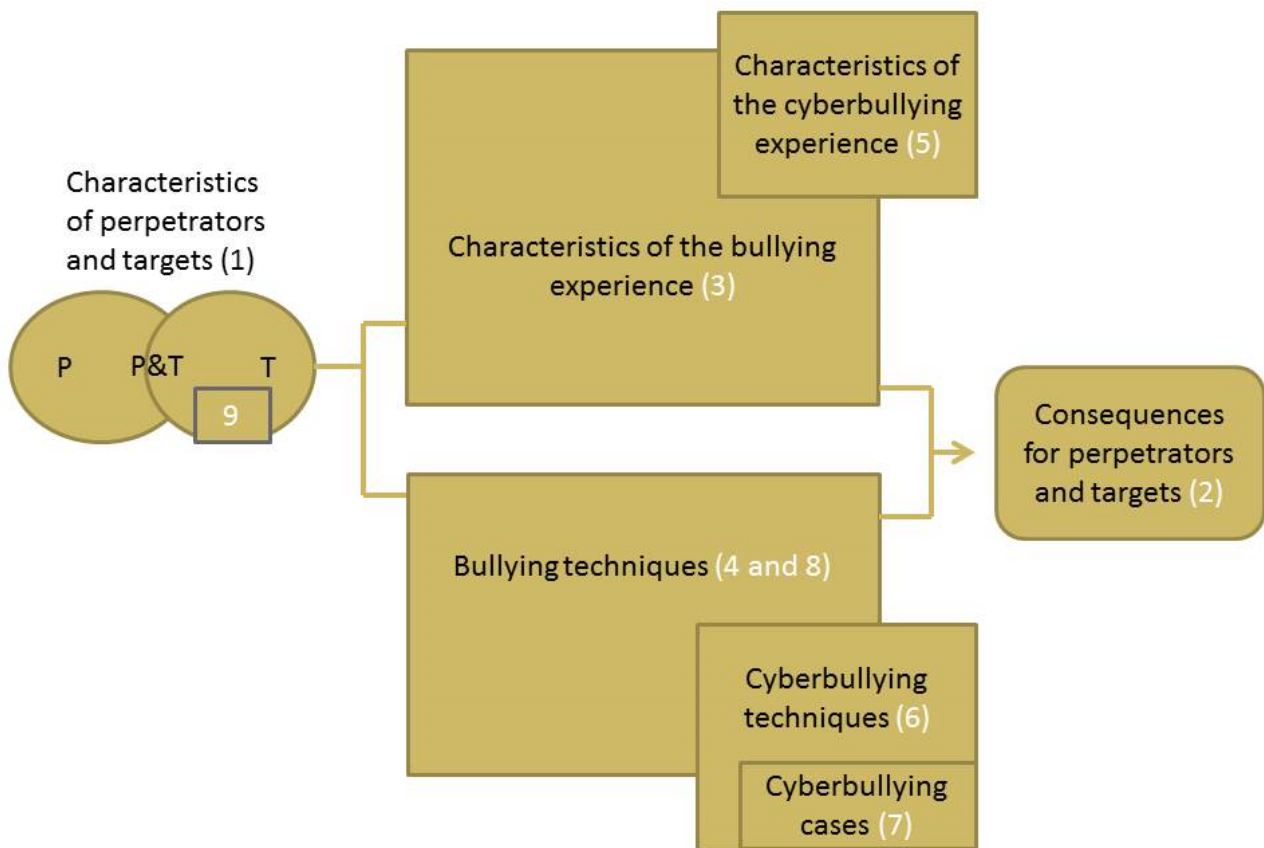 Characteristics
of perpetrators
and targets (1)
P
P&T
T
9
Characteristics of the bullying
experience (3)
Characteristics of
the cyberbullying
experience (5)
Bullying techniques (4 and 8)
Cyberbullying
techniques (6)
Cyberbullying
cases (7)
Consequences
for perpetrators
and targets (2)